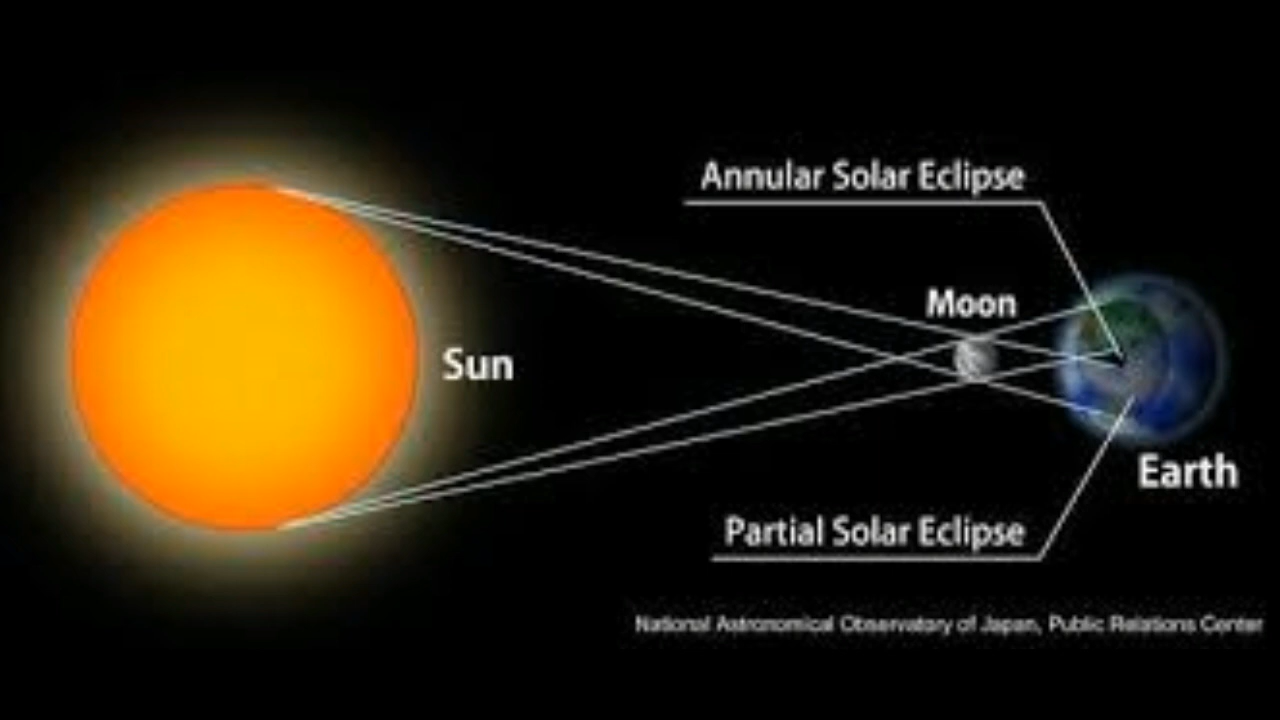 Annular Solar Eclipse
Moon
Sun
Earth
Partial Solar Eclipse
National Astronomical Observatory of Japan, Public Relations Center